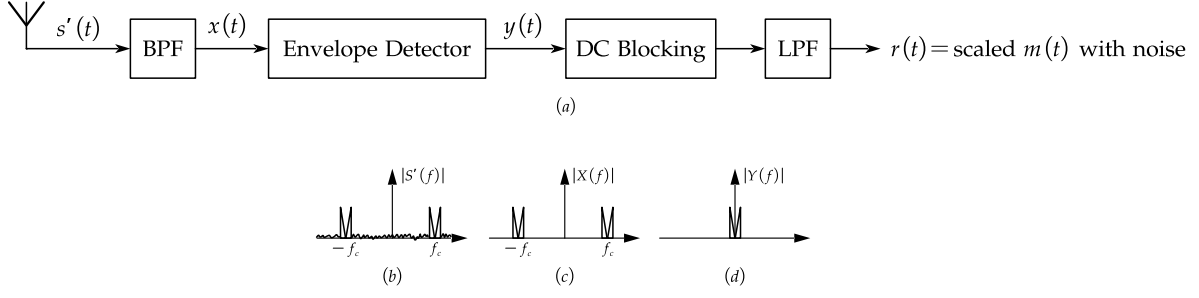 s′(t) BPF x(t) Envelope Detector y(t) DC Blocking LPF r(t)=scaled m(t) with noise
(a)
|S′(f)| |X(f)| |Y(f)|
−f_c f_c −f_c f_c
(b) (c) (d)